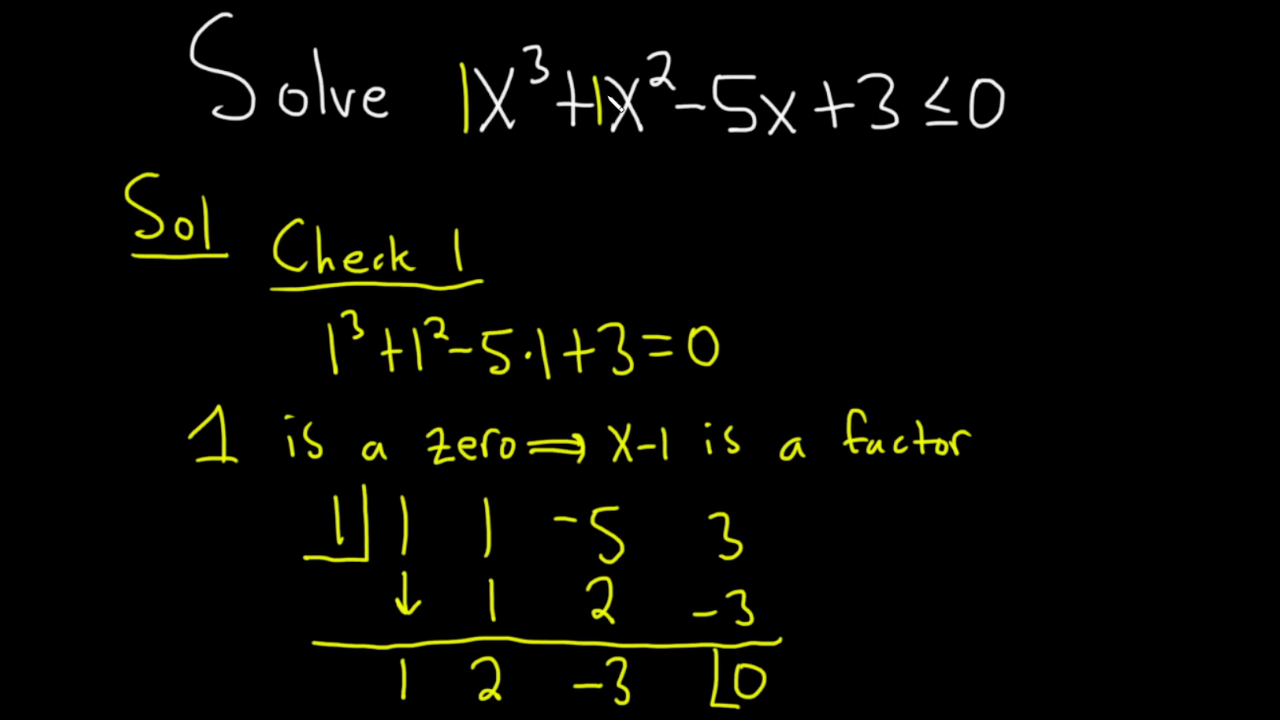 Solve 1x³+1x²-5x+3≤0
Sol Check 1
1³+1²-5·1+3=0
1 is a zero⟹x-1 is a factor
1 1 1 -5 3
↓ 1 2 -3
1 2 -3 0